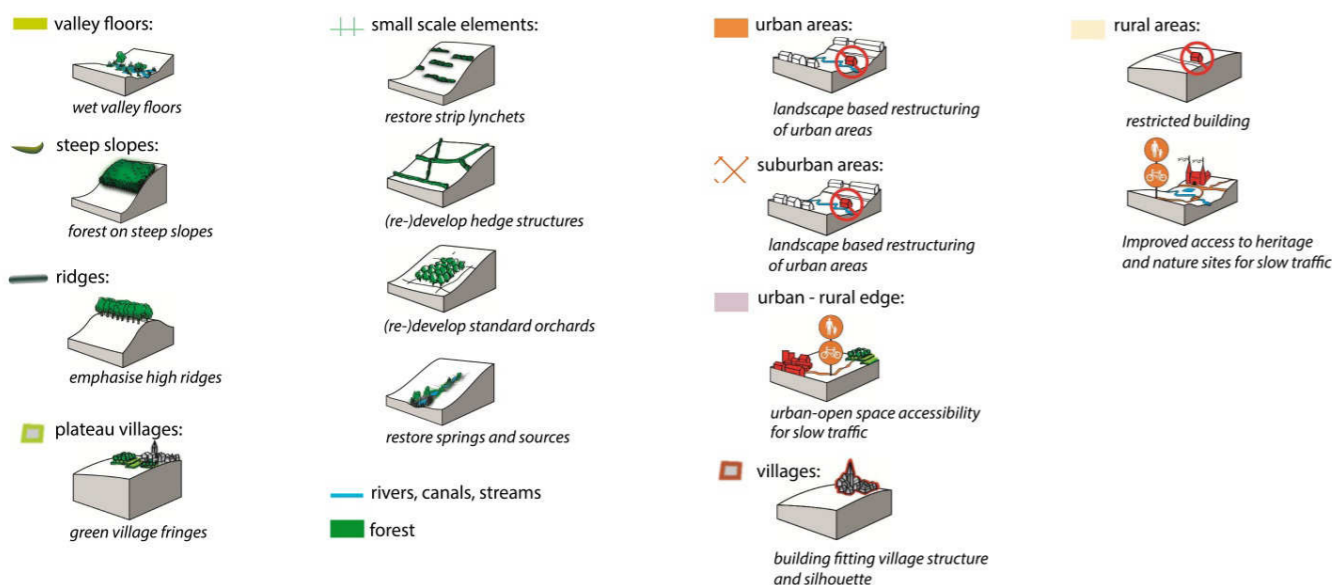 valley floors:
wet valley floors
steep slopes:
forest on steep slopes
ridges:
emphasise high ridges
plateau villages:
green village fringes
small scale elements:
restore strip lynchets
(re-)develop hedge structures
(re-)develop standard orchards
restore springs and sources
rivers, canals, streams
forest
urban areas:
landscape based restructuring
of urban areas
suburban areas:
landscape based restructuring
of urban areas
urban - rural edge:
urban-open space accessibility
for slow traffic
villages:
building fitting village structure
and silhouette
rural areas:
restricted building
Improved access to heritage
and nature sites for slow traffic